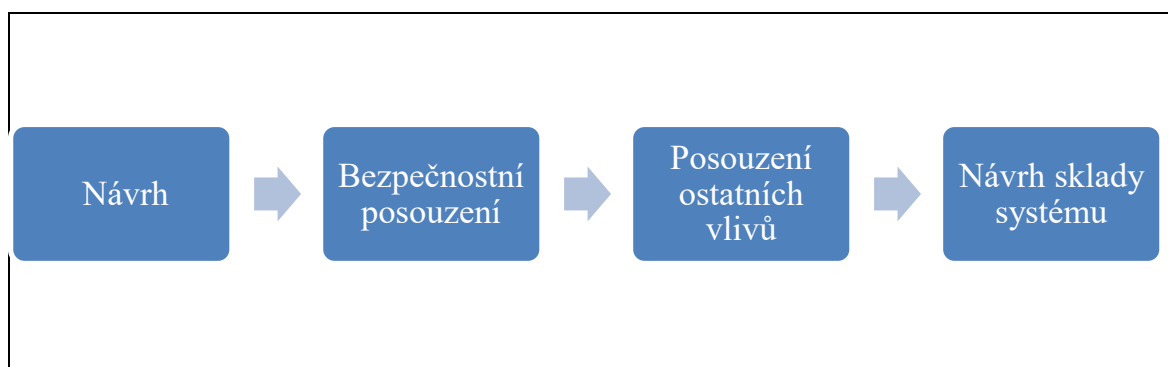 Návrh
Bezpečnostní
posouzení
Posouzení
ostatních
vlivů
Návrh sklady
systému